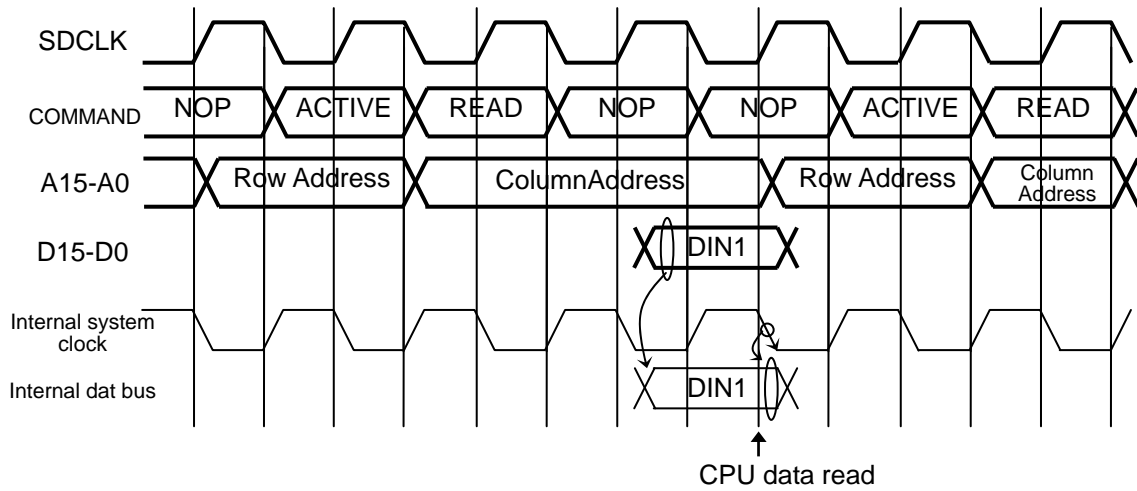 SDCLK
COMMAND NOP ACTIVE READ NOP NOP ACTIVE READ
A15-A0 Row Address ColumnAddress Row Address Column
Address
D15-D0 DIN1
Internal system
clock
Internal dat bus DIN1
CPU data read